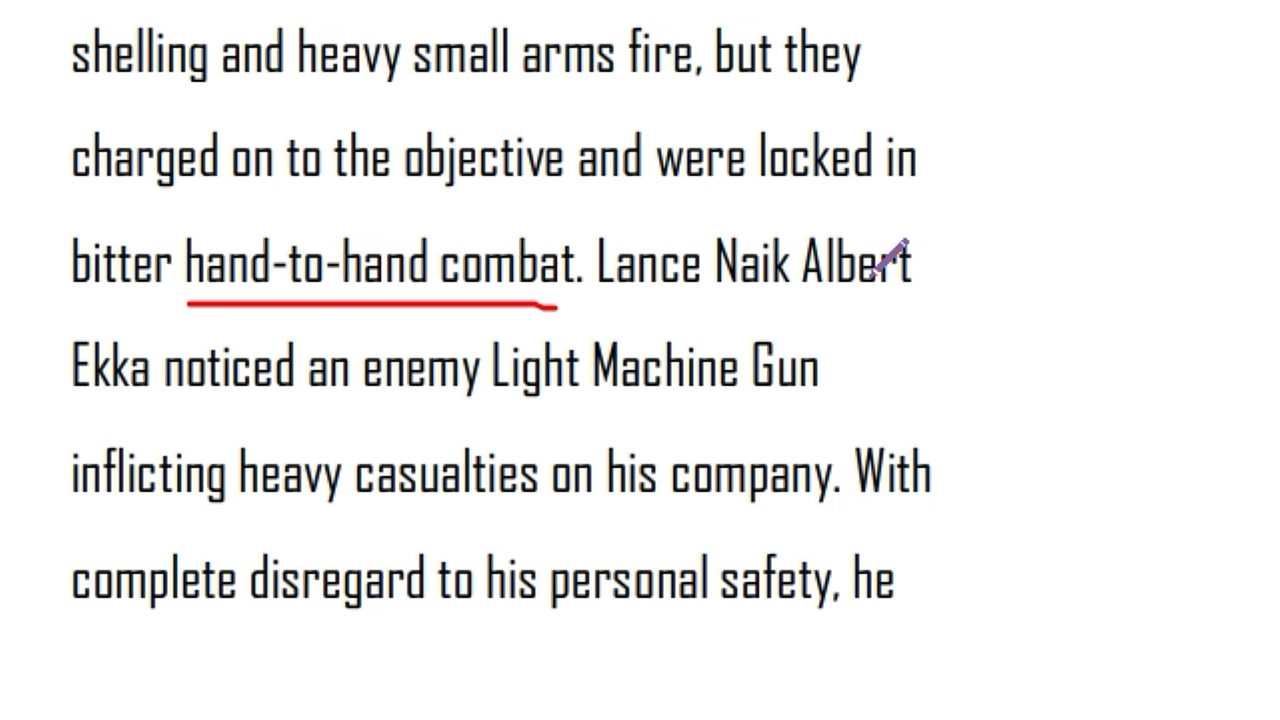 shelling and heavy small arms fire, but they
charged on to the objective and were locked in
bitter hand-to-hand combat. Lance Naik Albert
Ekka noticed an enemy Light Machine Gun
inflicting heavy casualties on his company. With
complete disregard to his personal safety, he